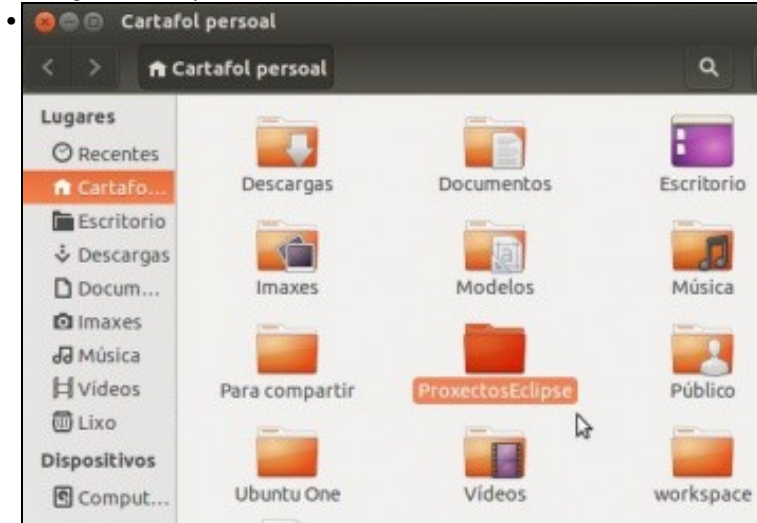 Cartafol persoal
Cartafol persoal
Lugares
Recentes
Cartafo...
Escritorio
Descargas
Docum...
Imaxes
Música
Vídeos
Lixo
Dispositivos
Comput...
Descargas Documentos Escritorio
Imaxes Modelos Música
Para compartir ProxectosEclipse Público
Ubuntu One Vídeos workspace